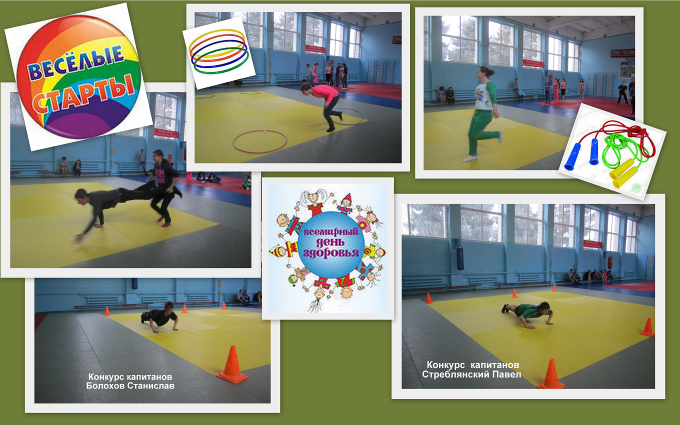 ВЕСЁЛЫЕ
СТАРТЫ
всемирный
день
здоровья
Конкурс капитанов
Болохов Станислав
Конкурс капитанов
Стреблянский Павел